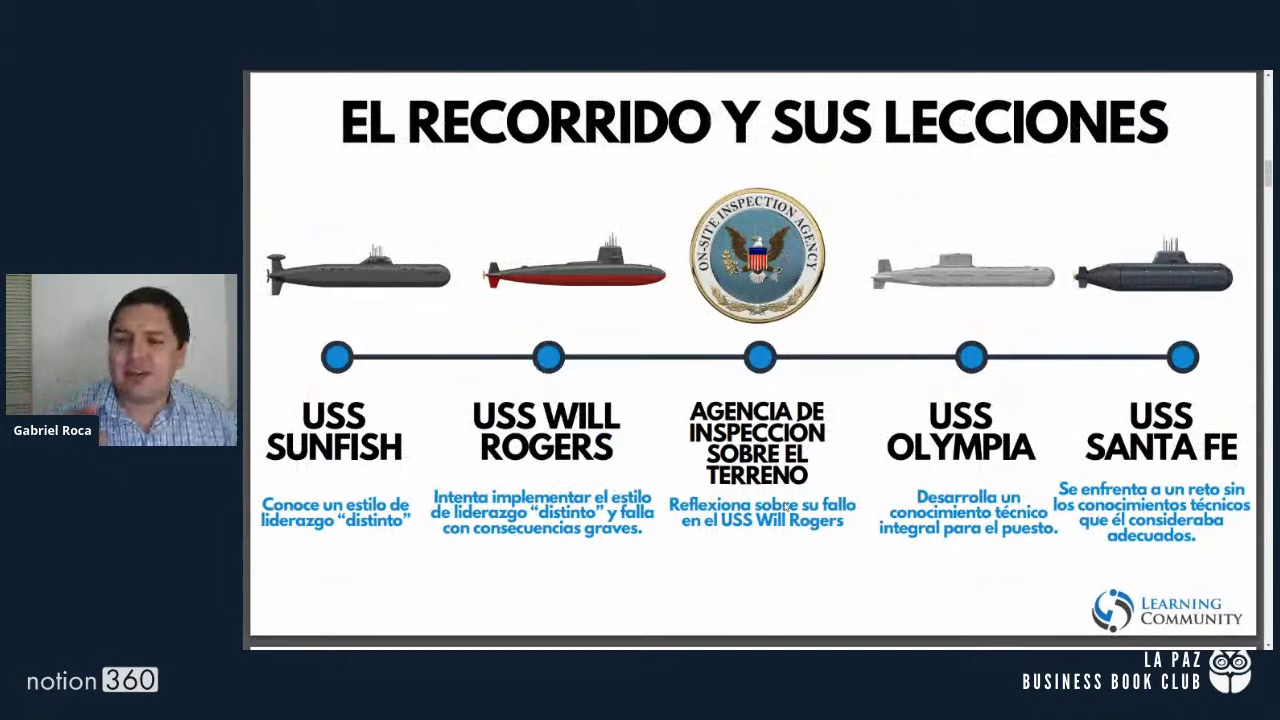 EL RECORRIDO Y SUS LECCIONES
ON-SITE INSPECTION AGENCY
USS
SUNFISH
Conoce un estilo de
liderazgo “distinto”
USS WILL
ROGERS
Intenta implementar el estilo
de liderazgo “distinto” y falla
con consecuencias graves.
AGENCIA DE
INSPECCION
SOBRE EL
TERRENO
Reflexiona sobre su fallo
en el USS Will Rogers
USS
OLYMPIA
Desarrolla un
conocimiento técnico
integral para el puesto.
USS
SANTA FE
Se enfrenta a un reto sin
los conocimientos técnicos
que él consideraba
adecuados.
Gabriel Roca
LEARNING
COMMUNITY
notion 360
LA PAZ
BUSINESS BOOK CLUB